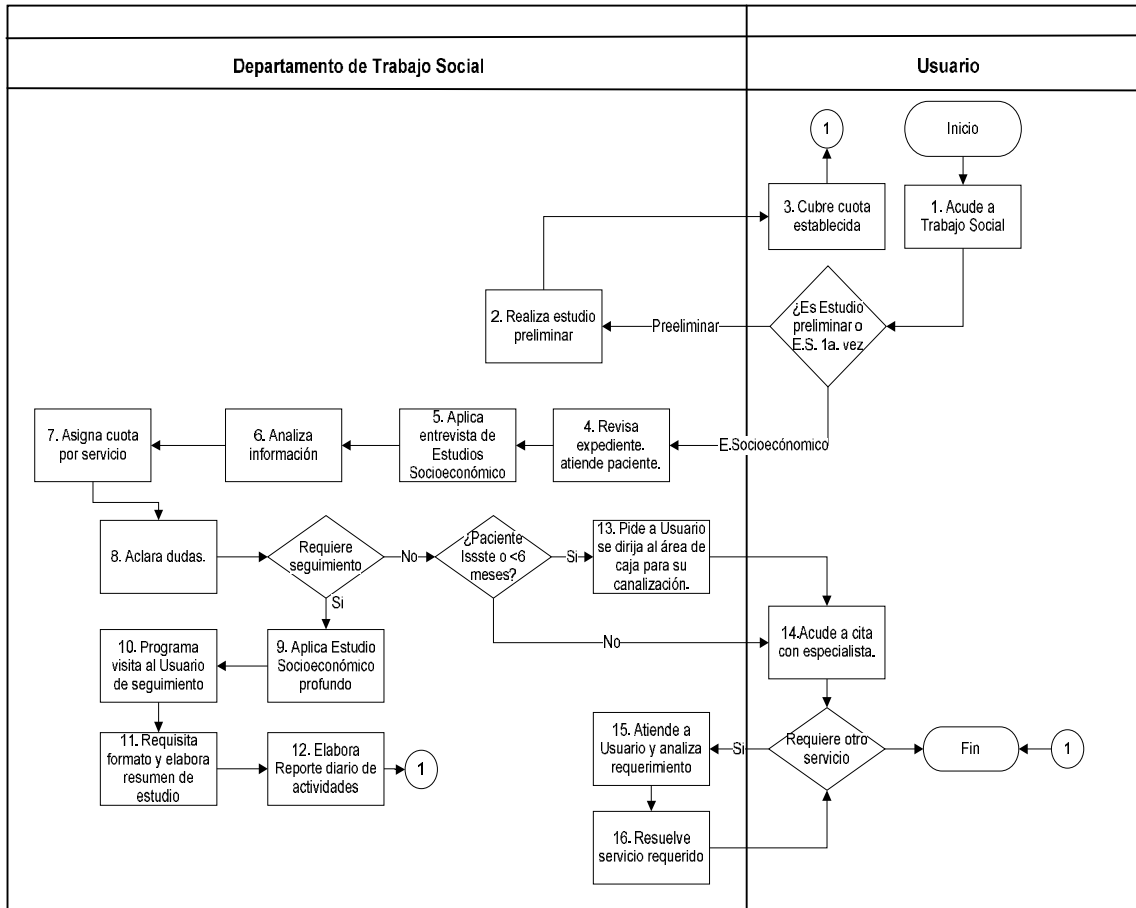 Departamento de Trabajo Social
Usuario
1
Inicio
3. Cubre cuota
establecida
1. Acude a
Trabajo Social
2. Realiza estudio
preliminar
Preeliminar
¿Es Estudio
preliminar o
E.S. 1a. vez
7. Asigna cuota
por servicio
6. Analiza
información
5. Aplica
entrevista de
Estudios
Socioeconómico
4. Revisa
expediente.
atiende paciente.
E.Socioecónomico
8. Aclara dudas.
Requiere
seguimiento
No
¿Paciente
Issste o <6
meses?
Si
13. Pide a Usuario
se dirija al área de
caja para su
canalización.
Si
No
14.Acude a cita
con especialista.
10. Programa
visita al Usuario
de seguimiento
9. Aplica Estudio
Socioeconómico
profundo
11. Requisita
formato y elabora
resumen de
estudio
12. Elabora
Reporte diario de
actividades
1
15. Atiende a
Usuario y analiza
requerimiento
Si
Requiere otro
servicio
Fin
1
16. Resuelve
servicio requerido